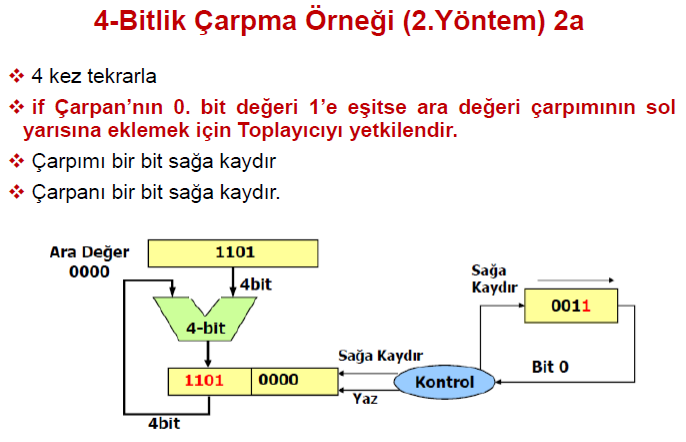 4-Bitlik Çarpma Örneği (2.Yöntem) 2a
❖ 4 kez tekrarla
❖ if Çarpan’nın 0. bit değeri 1’e eşitse ara değeri çarpımının sol
yarısına eklemek için Toplayıcıyı yetkilendir.
❖ Çarpımı bir bit sağa kaydır
❖ Çarpanı bir bit sağa kaydır.
Ara Değer
0000
1101
4bit
4-bit
1101 0000
4bit
Sağa Kaydır
Yaz
Kontrol
Sağa
Kaydır
0011
Bit 0